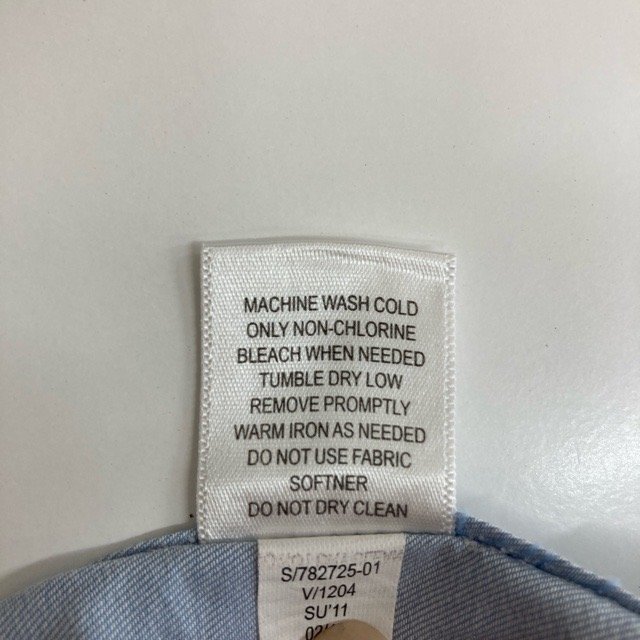 MACHINE WASH COLD
ONLY NON-CHLORINE
BLEACH WHEN NEEDED
TUMBLE DRY LOW
REMOVE PROMPTLY
WARM IRON AS NEEDED
DO NOT USE FABRIC
SOFTNER
DO NOT DRY CLEAN
S/782725-01
V/1204
SU'11